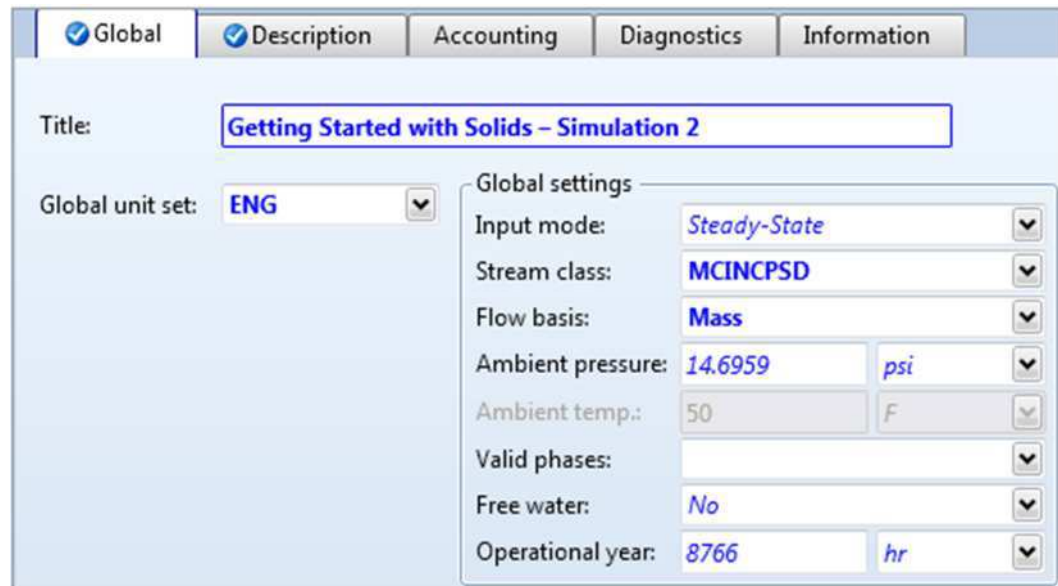 Global Description Accounting Diagnostics Information
Title: Getting Started with Solids – Simulation 2
Global unit set: ENG
Global settings
Input mode: Steady-State
Stream class: MCINCPSD
Flow basis: Mass
Ambient pressure: 14.6959 psi
Ambient temp.: 50 F
Valid phases:
Free water: No
Operational year: 8766 hr